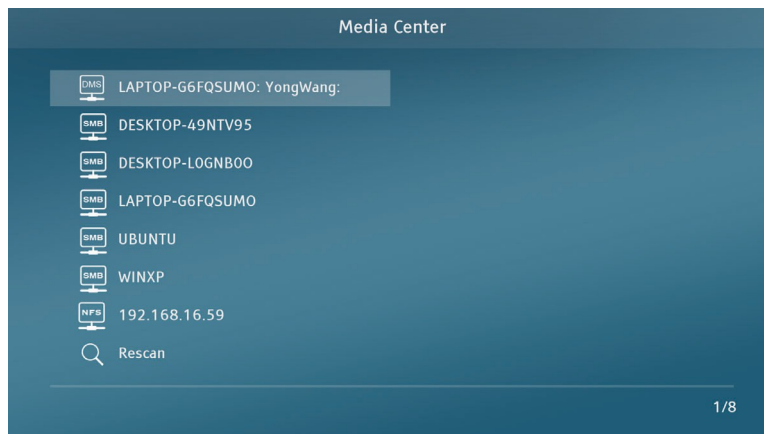 Media Center
DMS LAPTOP-G6FQSUMO: YongWang:
SMB DESKTOP-49NTV95
SMB DESKTOP-L0GNB0O
SMB LAPTOP-G6FQSUMO
SMB UBUNTU
SMB WINXP
NFS 192.168.16.59
Rescan
1/8